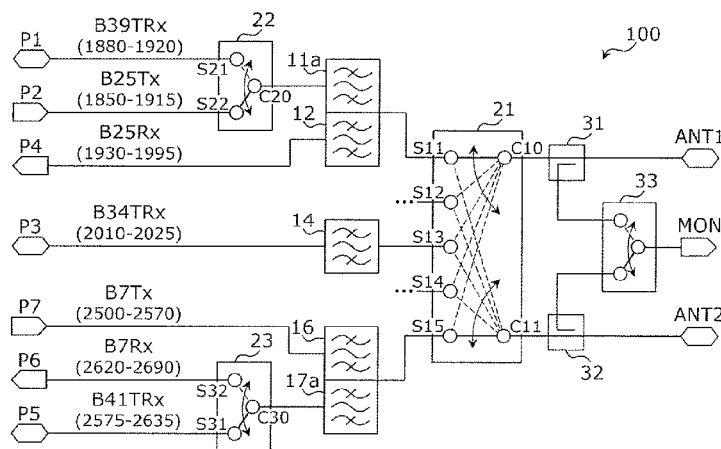 P1
B39TRx
(1880-1920)
22
S21
C20
11a
100
P2
B25Tx
(1850-1915)
S22
12
P4
B25Rx
(1930-1995)
21
S11
C10
31
ANT1
...
S12
33
P3
B34TRx
(2010-2025)
14
S13
MON
...
S14
P7
B7Tx
(2500-2570)
16
S15
C11
ANT2
P6
B7Rx
(2620-2690)
23
S32
17a
32
C30
P5
B41TRx
(2575-2635)
S31